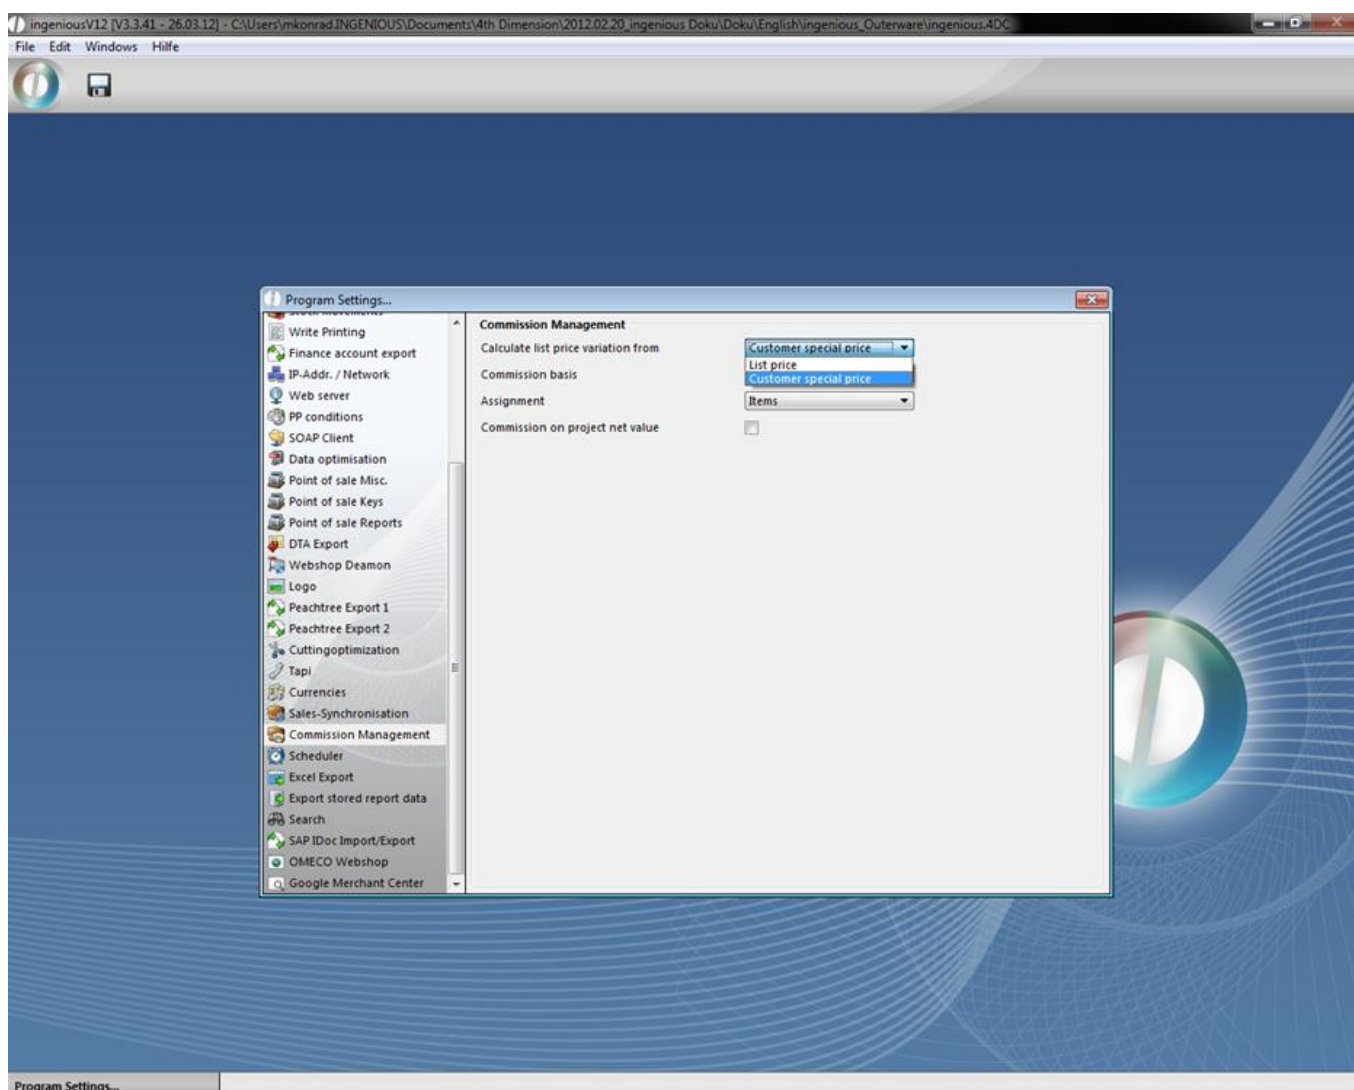 ingeniousV12 [V3.3.41 - 26.03.12] - C:\Users\mkonrad.INGENIOUS\Documents\4th Dimension\2012.02.20_ingenious Doku\Doku\English\ingenious_Outerware\ingenious.4DC
File Edit Windows Hilfe
Program Settings...
Stock movements
Write Printing
Finance account export
IP-Addr. / Network
Web server
PP conditions
SOAP Client
Data optimisation
Point of sale Misc.
Point of sale Keys
Point of sale Reports
DTA Export
Webshop Deamon
Logo
Peachtree Export 1
Peachtree Export 2
Cuttingoptimization
Tapi
Currencies
Sales-Synchronisation
Commission Management
Scheduler
Excel Export
Export stored report data
Search
SAP IDoc Import/Export
OMECO Webshop
Google Merchant Center
Commission Management
Calculate list price variation from Customer special price
List price
Customer special price
Commission basis
Assignment Items
Commission on project net value
Program Settings...